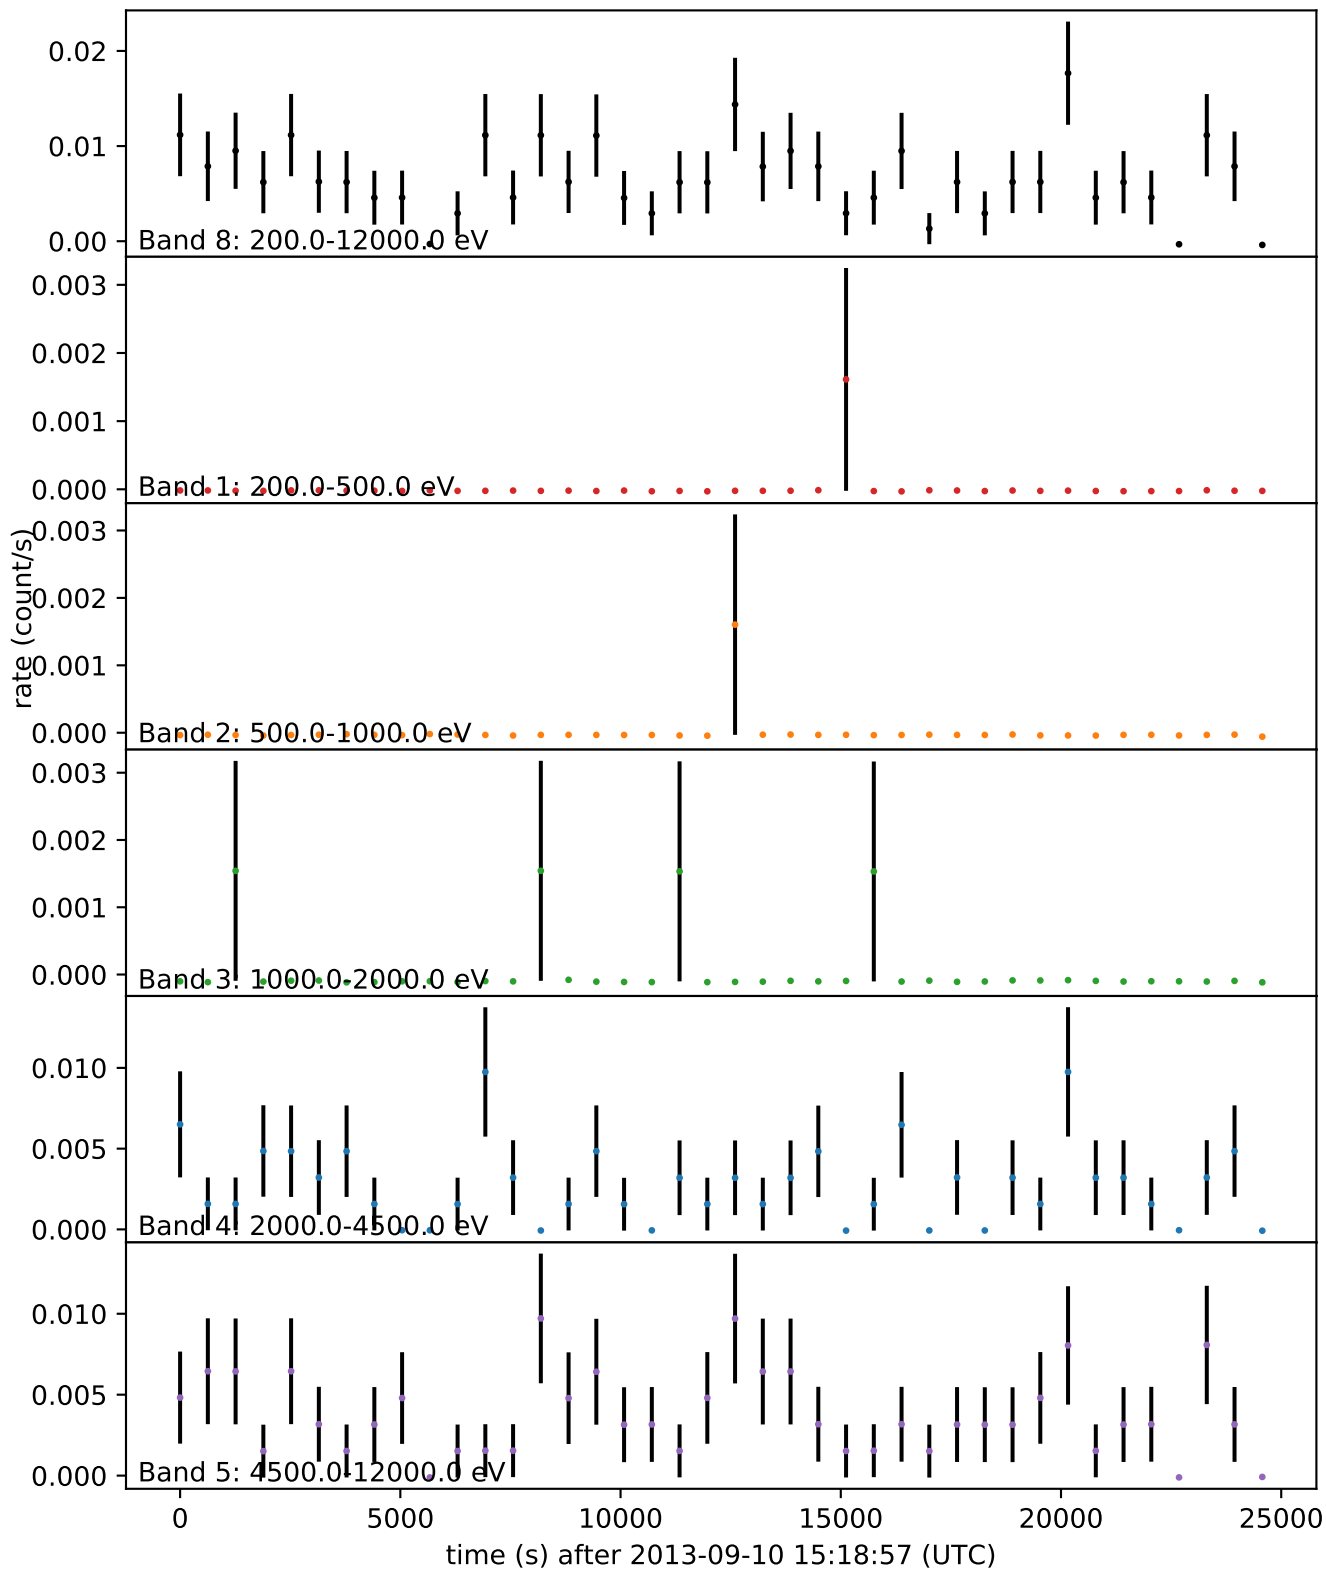 0.02
0.01
0.00
Band 8: 200.0-12000.0 eV
0.003
0.002
0.001
0.000
Band 1: 200.0-500.0 eV
rate (count/s)
0.003
0.002
0.001
0.000
Band 2: 500.0-1000.0 eV
0.003
0.002
0.001
0.000
Band 3: 1000.0-2000.0 eV
0.010
0.005
0.000
Band 4: 2000.0-4500.0 eV
0.010
0.005
0.000
Band 5: 4500.0-12000.0 eV
0 5000 10000 15000 20000 25000
time (s) after 2013-09-10 15:18:57 (UTC)